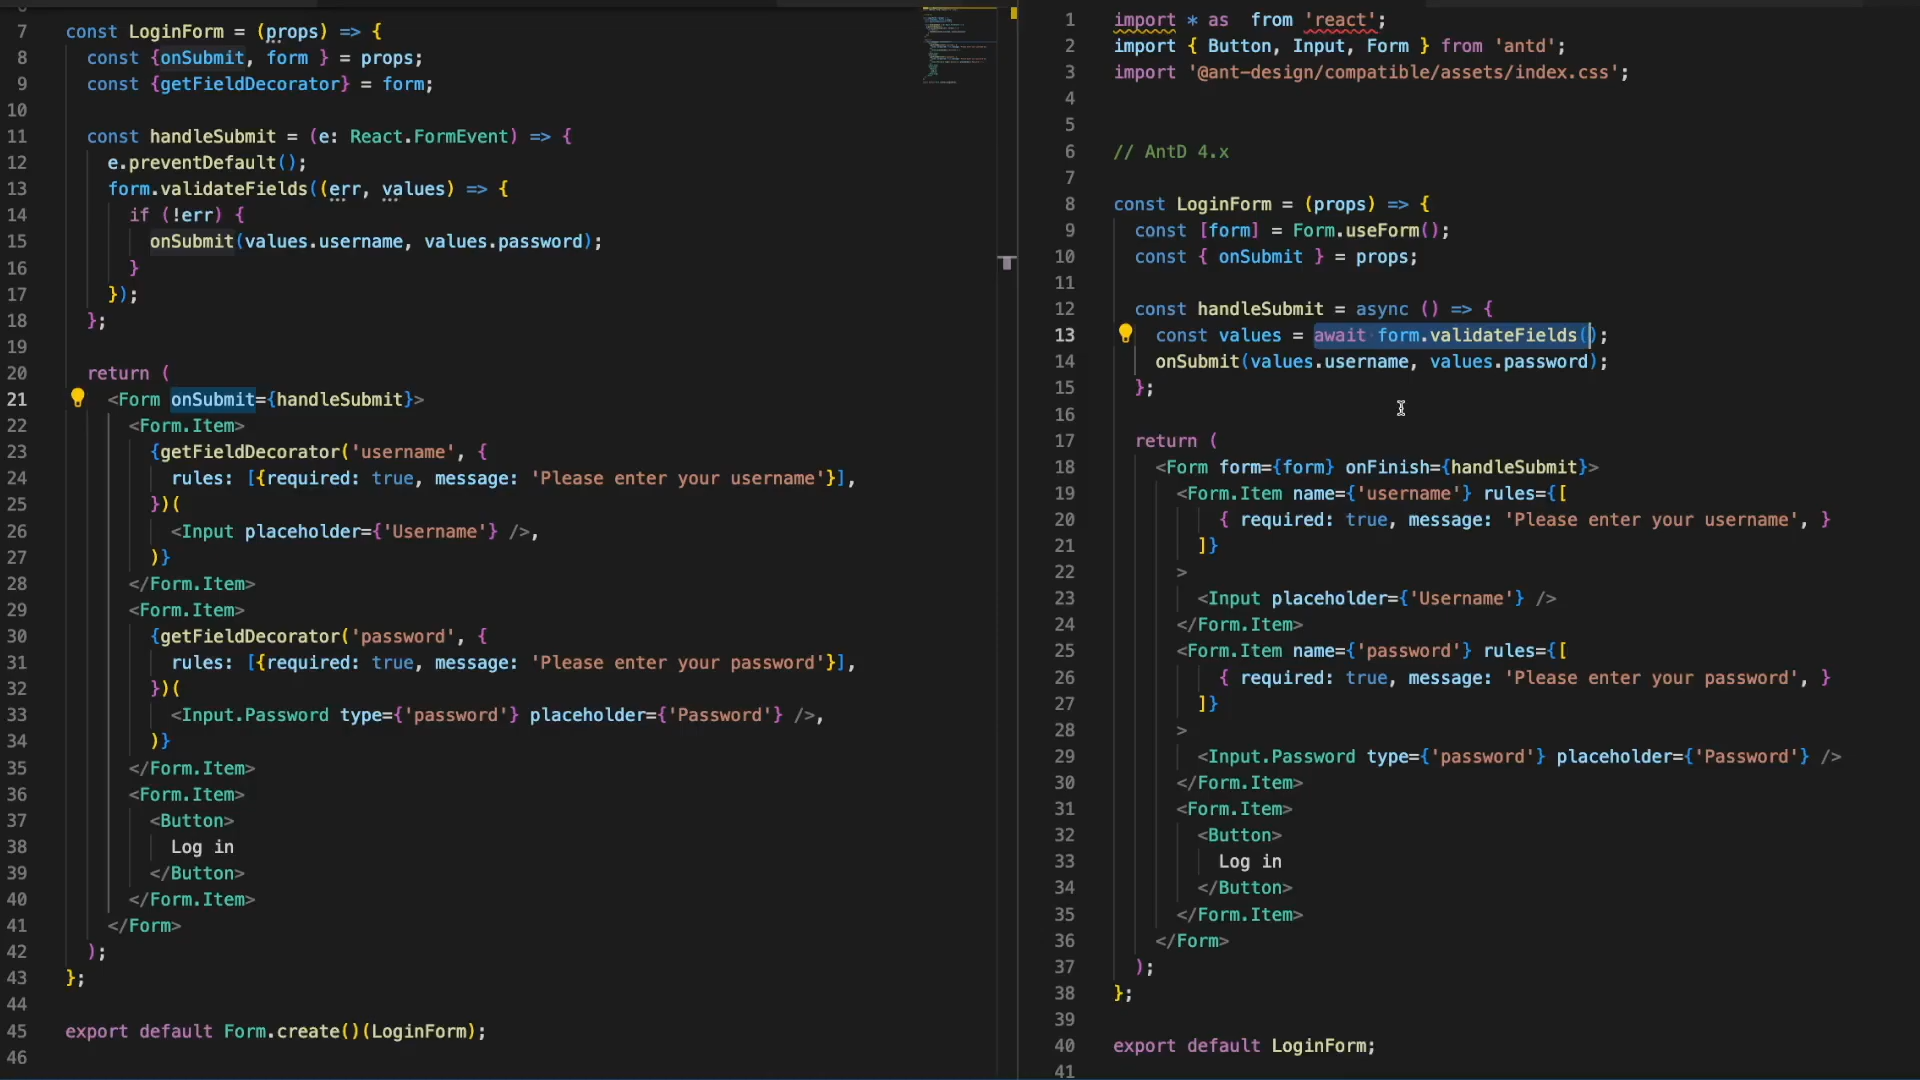 7 const LoginForm = (props) => {
8 const {onSubmit, form } = props;
9 const {getFieldDecorator} = form;
10
11 const handleSubmit = (e: React.FormEvent) => {
12 e.preventDefault();
13 form.validateFields((err, values) => {
14 if (!err) {
15 onSubmit(values.username, values.password);
16 }
17 });
18 };
19
20 return (
21 <Form onSubmit={handleSubmit}>
22 <Form.Item>
23 {getFieldDecorator('username', {
24 rules: [{required: true, message: 'Please enter your username'}],
25 })(
26 <Input placeholder={'Username'} />,
27 )}
28 </Form.Item>
29 <Form.Item>
30 {getFieldDecorator('password', {
31 rules: [{required: true, message: 'Please enter your password'}],
32 })(
33 <Input.Password type={'password'} placeholder={'Password'} />,
34 )}
35 </Form.Item>
36 <Form.Item>
37 <Button>
38 Log in
39 </Button>
40 </Form.Item>
41 </Form>
42 );
43 };
44
45 export default Form.create()(LoginForm);
46
1 import * as  from 'react';
2 import { Button, Input, Form } from 'antd';
3 import '@ant-design/compatible/assets/index.css';
4
5
6 // AntD 4.x
7
8 const LoginForm = (props) => {
9 const [form] = Form.useForm();
10 const { onSubmit } = props;
11
12 const handleSubmit = async () => {
13 const values = await form.validateFields();
14 onSubmit(values.username, values.password);
15 };
16
17 return (
18 <Form form={form} onFinish={handleSubmit}>
19 <Form.Item name={'username'} rules={[
20 { required: true, message: 'Please enter your username', }
21 ]}
22 >
23 <Input placeholder={'Username'} />
24 </Form.Item>
25 <Form.Item name={'password'} rules={[
26 { required: true, message: 'Please enter your password', }
27 ]}
28 >
29 <Input.Password type={'password'} placeholder={'Password'} />
30 </Form.Item>
31 <Form.Item>
32 <Button>
33 Log in
34 </Button>
35 </Form.Item>
36 </Form>
37 );
38 };
39
40 export default LoginForm;
41